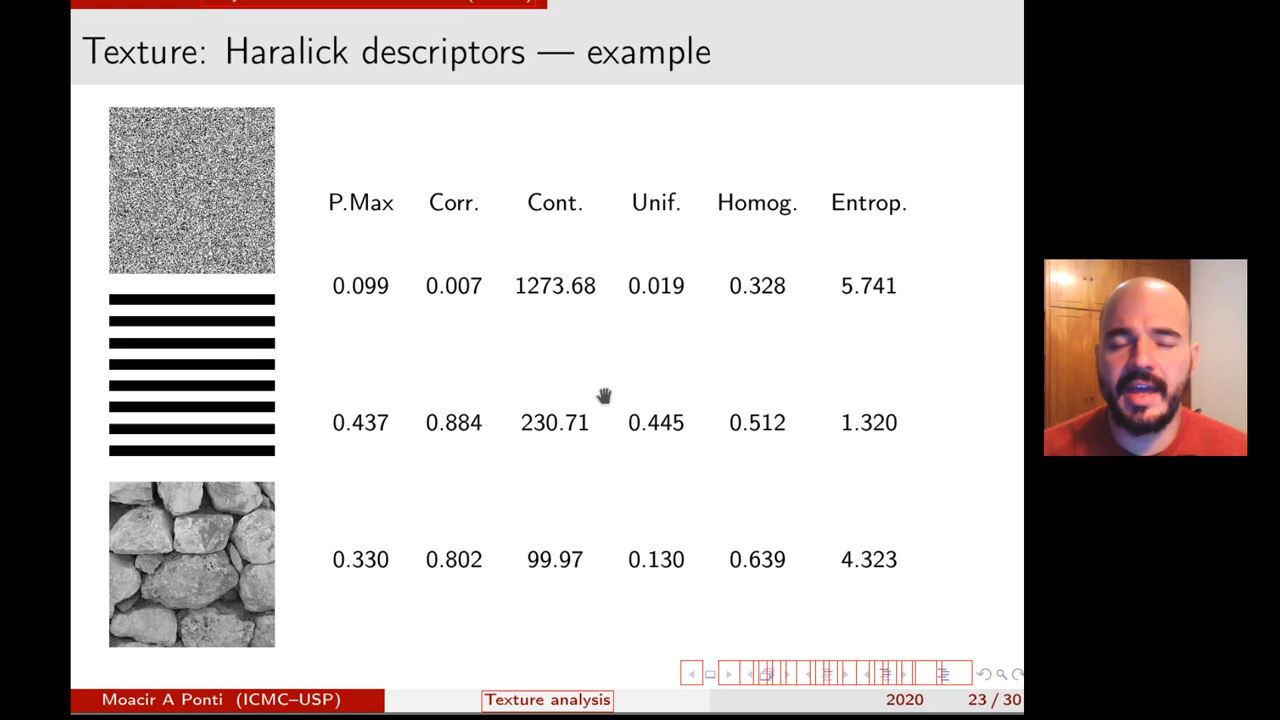 Texture: Haralick descriptors — example
P.Max Corr. Cont. Unif. Homog. Entrop.
0.099 0.007 1273.68 0.019 0.328 5.741
0.437 0.884 230.71 0.445 0.512 1.320
0.330 0.802 99.97 0.130 0.639 4.323
Moacir A Ponti (ICMC–USP) Texture analysis 2020 23 / 30